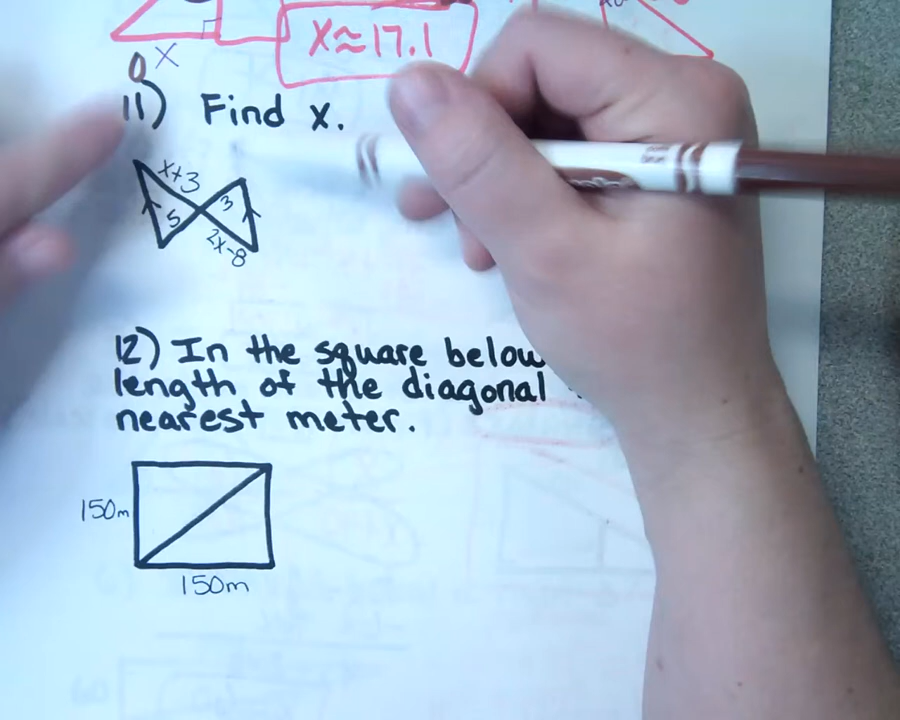 x≈17.1
x
11) Find x.
x+3
3
5
2x-8
12) In the square below
length of the diagonal
nearest meter.
150m
150m